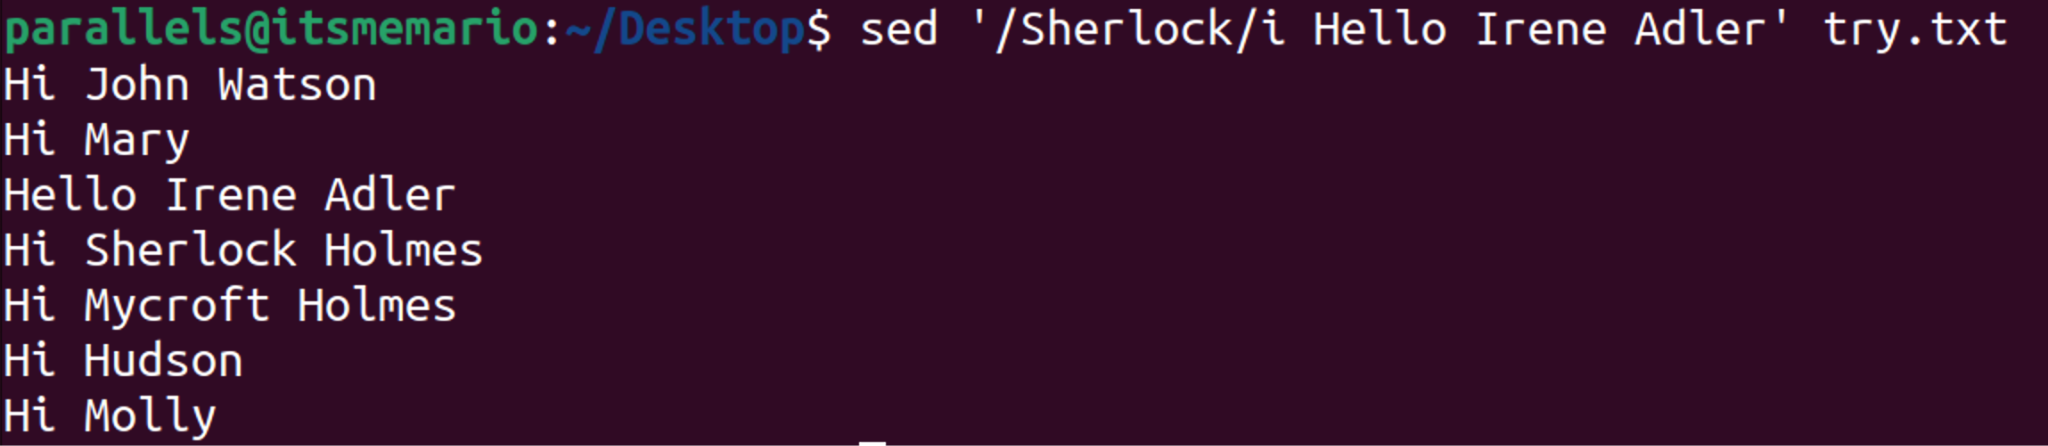 parallels@itsmemario:~/Desktop$ sed '/Sherlock/i Hello Irene Adler' try.txt
Hi John Watson
Hi Mary
Hello Irene Adler
Hi Sherlock Holmes
Hi Mycroft Holmes
Hi Hudson
Hi Molly